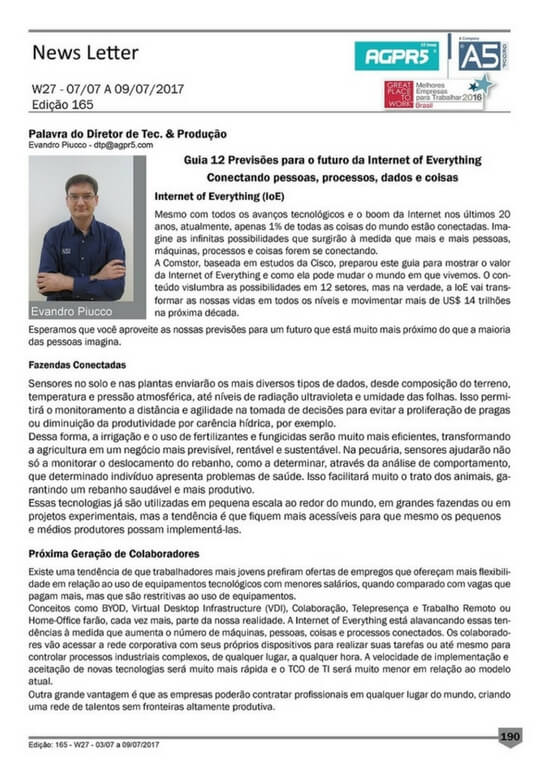 News Letter
15 Anos
AGPR5
A Company
A5
GRUPO
W27 - 07/07 A 09/07/2017
Edição 165
GREAT
PLACE
TO
WORK
Melhores
Empresas
para Trabalhar 2016
Brasil
Palavra do Diretor de Tec. & Produção
Evandro Piucco - dtp@agpr5.com
Guia 12 Previsões para o futuro da Internet of Everything
Conectando pessoas, processos, dados e coisas
Internet of Everything (IoE)
Mesmo com todos os avanços tecnológicos e o boom da Internet nos últimos 20
anos, atualmente, apenas 1% de todas as coisas do mundo estão conectadas. Ima-
gine as infinitas possibilidades que surgirão à medida que mais e mais pessoas,
máquinas, processos e coisas forem se conectando.
A Comstor, baseada em estudos da Cisco, preparou este guia para mostrar o valor
da Internet of Everything e como ela pode mudar o mundo em que vivemos. O con-
teúdo vislumbra as possibilidades em 12 setores, mas na verdade, a IoE vai trans-
formar as nossas vidas em todos os níveis e movimentar mais de US$ 14 trilhões
na próxima década.
Evandro Piucco
Esperamos que você aproveite as nossas previsões para um futuro que está muito mais próximo do que a maioria
das pessoas imagina.
Fazendas Conectadas
Sensores no solo e nas plantas enviarão os mais diversos tipos de dados, desde composição do terreno,
temperatura e pressão atmosférica, até níveis de radiação ultravioleta e umidade das folhas. Isso permi-
tirá o monitoramento a distância e agilidade na tomada de decisões para evitar a proliferação de pragas
ou diminuição da produtividade por carência hídrica, por exemplo.
Dessa forma, a irrigação e o uso de fertilizantes e fungicidas serão muito mais eficientes, transformando
a agricultura em um negócio mais previsível, rentável e sustentável. Na pecuária, sensores ajudarão não
só a monitorar o deslocamento do rebanho, como a determinar, através da análise de comportamento,
que determinado indivíduo apresenta problemas de saúde. Isso facilitará muito o trato dos animais, ga-
rantindo um rebanho saudável e mais produtivo.
Essas tecnologias já são utilizadas em pequena escala ao redor do mundo, em grandes fazendas ou em
projetos experimentais, mas a tendência é que fiquem mais acessíveis para que mesmo os pequenos
e médios produtores possam implementá-las.
Próxima Geração de Colaboradores
Existe uma tendência de que trabalhadores mais jovens prefiram ofertas de empregos que ofereçam mais flexibili-
dade em relação ao uso de equipamentos tecnológicos com menores salários, quando comparado com vagas que
pagam mais, mas que são restritivas ao uso de equipamentos.
Conceitos como BYOD, Virtual Desktop Infrastructure (VDI), Colaboração, Telepresença e Trabalho Remoto ou
Home-Office farão, cada vez mais, parte da nossa realidade. A Internet of Everything está alavancando essas ten-
dências à medida que aumenta o número de máquinas, pessoas, coisas e processos conectados. Os colaborado-
res vão acessar a rede corporativa com seus próprios dispositivos para realizar suas tarefas ou até mesmo para
controlar processos industriais complexos, de qualquer lugar, a qualquer hora. A velocidade de implementação e
aceitação de novas tecnologias será muito mais rápida e o TCO de TI será muito menor em relação ao modelo
atual.
Outra grande vantagem é que as empresas poderão contratar profissionais em qualquer lugar do mundo, criando
uma rede de talentos sem fronteiras altamente produtiva.
190
Edição: 165 - W27 - 03/07 a 09/07/2017